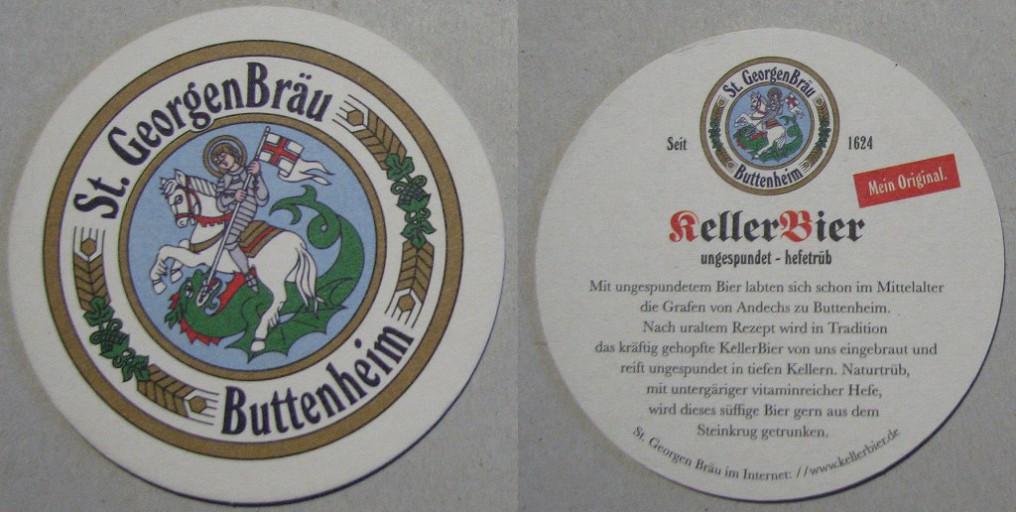 St. GeorgenBräu
Buttenheim
St. GeorgenBräu
Buttenheim
Seit 1624
Mein Original.
KellerBier
ungespundet - hefetrüb
Mit ungespundetem Bier labten sich schon im Mittelalter
die Grafen von Andechs zu Buttenheim.
Nach uraltem Rezept wird in Tradition
das kräftig gehopfte KellerBier von uns eingebraut und
reift ungespundet in tiefen Kellern. Naturtrüb,
mit untergäriger vitaminreicher Hefe,
wird dieses süffige Bier gern aus dem
Steinkrug getrunken.
St. Georgen Bräu im Internet: //www.kellerbier.de